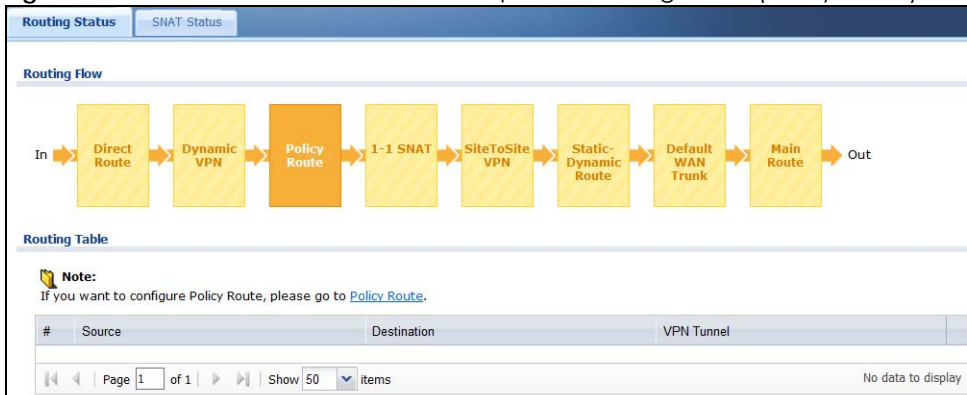 Routing Status SNAT Status
Routing Flow
In Direct Route Dynamic VPN Policy Route 1-1 SNAT SiteToSite VPN Static-Dynamic Route Default WAN Trunk Main Route Out
Routing Table
Note:
If you want to configure Policy Route, please go to Policy Route.
# Source Destination VPN Tunnel
Page 1 of 1 Show 50 items No data to display